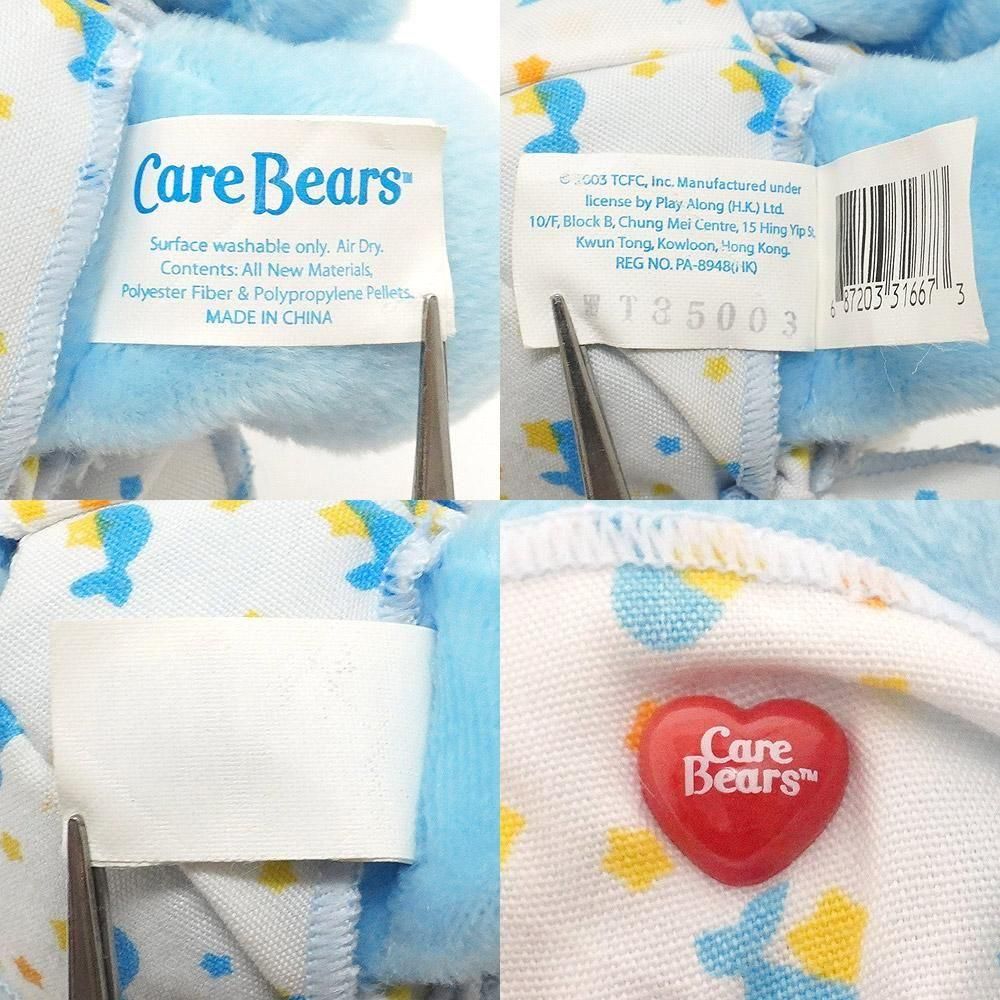 Care Bears™
Surface washable only. Air Dry.
Contents: All New Materials,
Polyester Fiber & Polypropylene Pellets.
MADE IN CHINA
© 2003 TCFC, Inc. Manufactured under
license by Play Along (H.K.) Ltd.
10/F, Block B, Chung Mei Centre, 15 Hing Yip St.
Kwun Tong, Kowloon, Hong Kong.
REG NO. PA-8948(HK)
WT35003
6 87203 31667 3
Care
Bears™